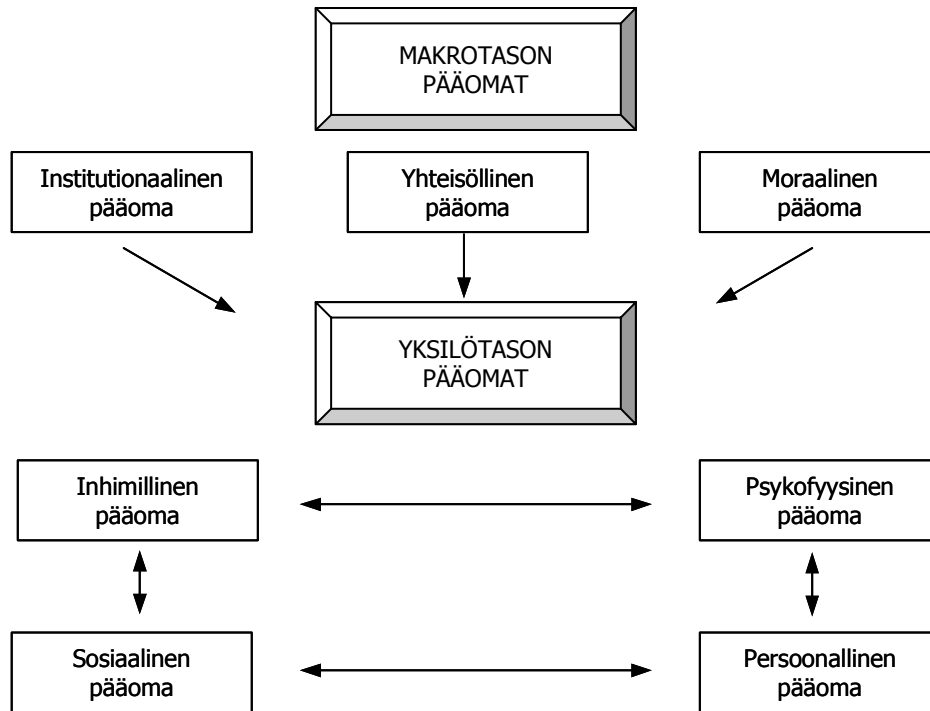 MAKROTASON
PÄÄOMAT
Institutionaalinen
pääoma
Yhteisöllinen
pääoma
Moraalinen
pääoma
YKSILÖTASON
PÄÄOMAT
Inhimillinen
pääoma
Psykofyysinen
pääoma
Sosiaalinen
pääoma
Persoonallinen
pääoma